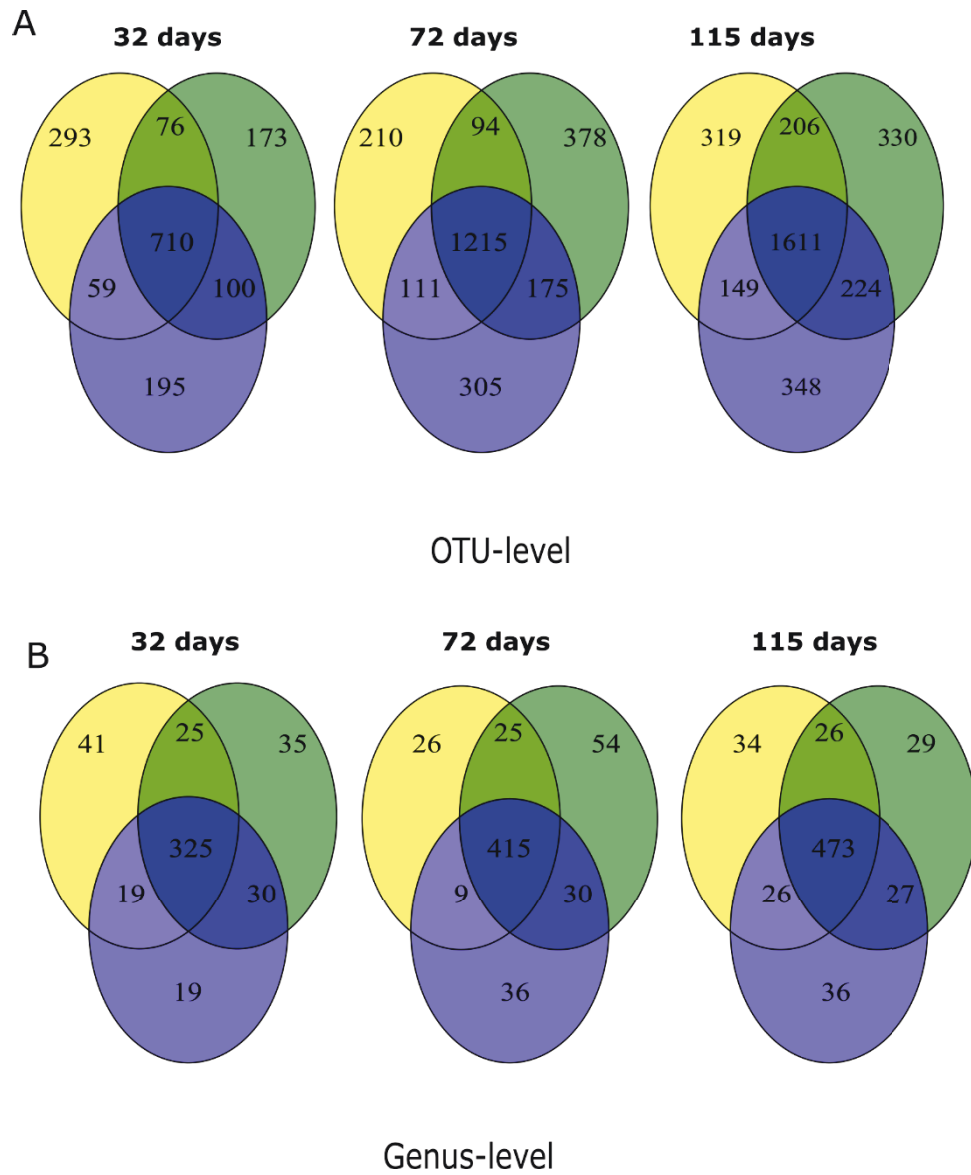 A
32 days 72 days 115 days
293 76 173 210 94 378 319 206 330
710 1215 1611
59 100 111 175 149 224
195 305 348
OTU-level
B
32 days 72 days 115 days
41 25 35 26 25 54 34 26 29
325 415 473
19 30 9 30 26 27
19 36 36
Genus-level